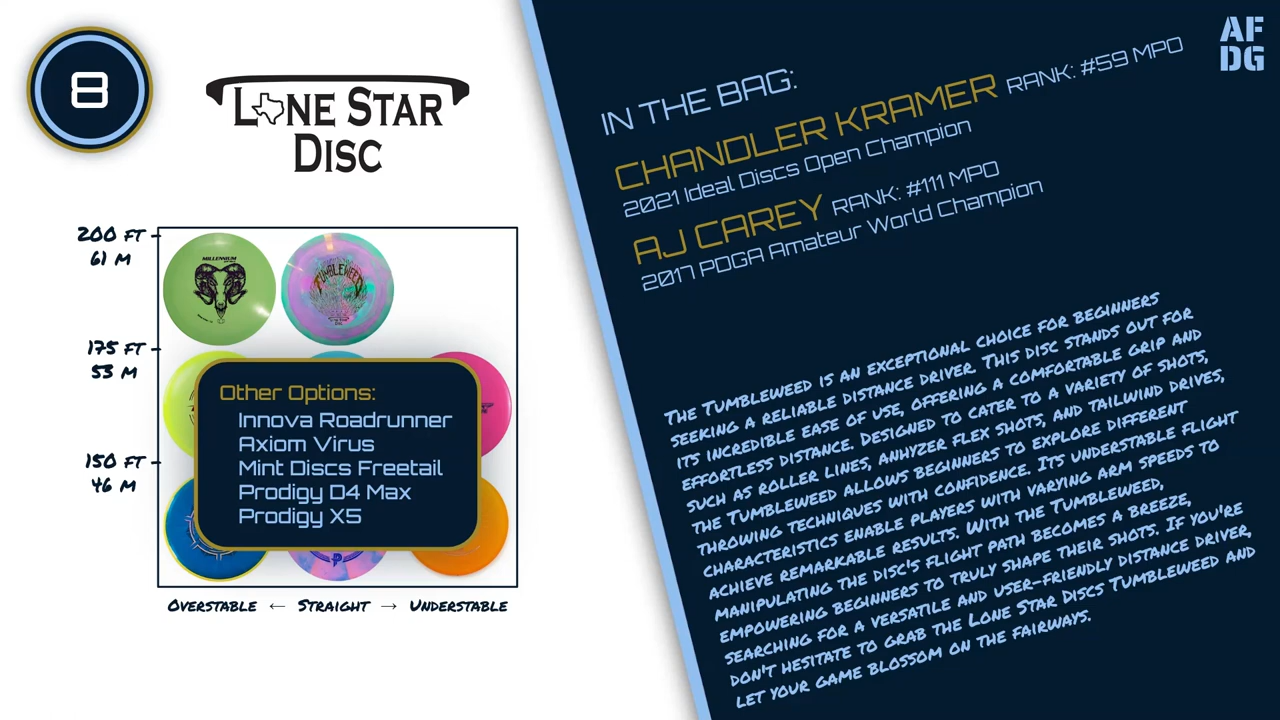 8
LONE STAR
DISC
AF
DG
IN THE BAG:
CHANDLER KRAMER RANK: #59 MPO
2021 Ideal Discs Open Champion
AJ CAREY RANK: #111 MPO
2017 PDGA Amateur World Champion
200 FT
61 M
175 FT
53 M
150 FT
46 M
MILLENNIUM
TUMBLEWEED
Other Options:
Innova Roadrunner
Axiom Virus
Mint Discs Freetail
Prodigy D4 Max
Prodigy X5
OVERSTABLE ← STRAIGHT → UNDERSTABLE
THE TUMBLEWEED IS AN EXCEPTIONAL CHOICE FOR BEGINNERS
SEEKING A RELIABLE DISTANCE DRIVER. THIS DISC STANDS OUT FOR
ITS INCREDIBLE EASE OF USE, OFFERING A COMFORTABLE GRIP AND
EFFORTLESS DISTANCE. DESIGNED TO CATER TO A VARIETY OF SHOTS,
SUCH AS ROLLER LINES, ANHYZER FLEX SHOTS, AND TAILWIND DRIVES,
THE TUMBLEWEED ALLOWS BEGINNERS TO EXPLORE DIFFERENT
THROWING TECHNIQUES WITH CONFIDENCE. ITS UNDERSTABLE FLIGHT
CHARACTERISTICS ENABLE PLAYERS WITH VARYING ARM SPEEDS TO
ACHIEVE REMARKABLE RESULTS. WITH THE TUMBLEWEED,
MANIPULATING THE DISC'S FLIGHT PATH BECOMES A BREEZE,
EMPOWERING BEGINNERS TO TRULY SHAPE THEIR SHOTS. IF YOU'RE
SEARCHING FOR A VERSATILE AND USER-FRIENDLY DISTANCE DRIVER,
DON'T HESITATE TO GRAB THE LONE STAR DISCS TUMBLEWEED AND
LET YOUR GAME BLOSSOM ON THE FAIRWAYS.